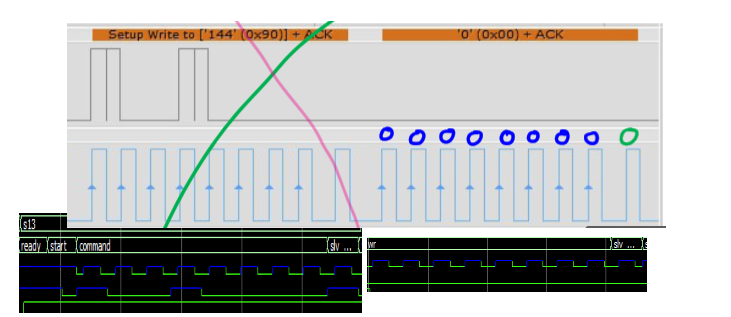 Setup Write to ['144' (0x90)] + ACK
'0' (0x00) + ACK
s13
ready
start
command
slv ...
wr
slv ...